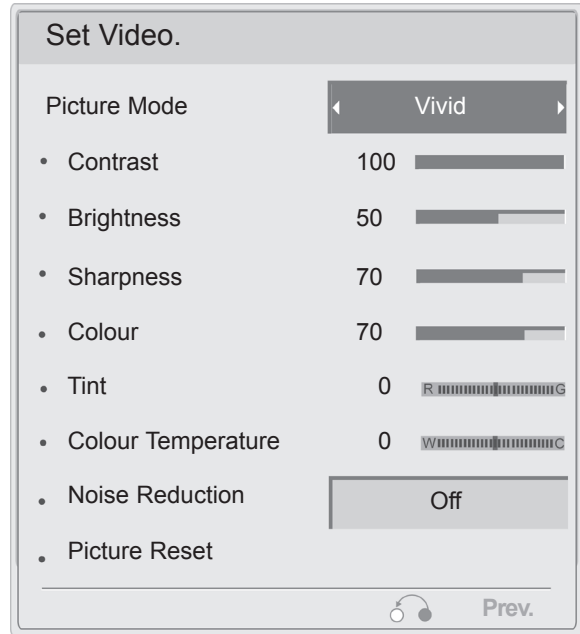 Set Video.
Picture Mode Vivid
• Contrast 100
• Brightness 50
• Sharpness 70
• Colour 70
• Tint 0 R G
• Colour Temperature 0 W C
• Noise Reduction Off
• Picture Reset
Prev.